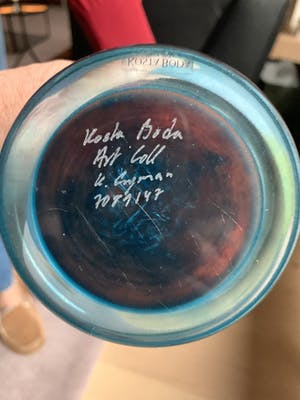 KOSTA BODA
Kosta Boda
Art Coll
K. Engman
7089147